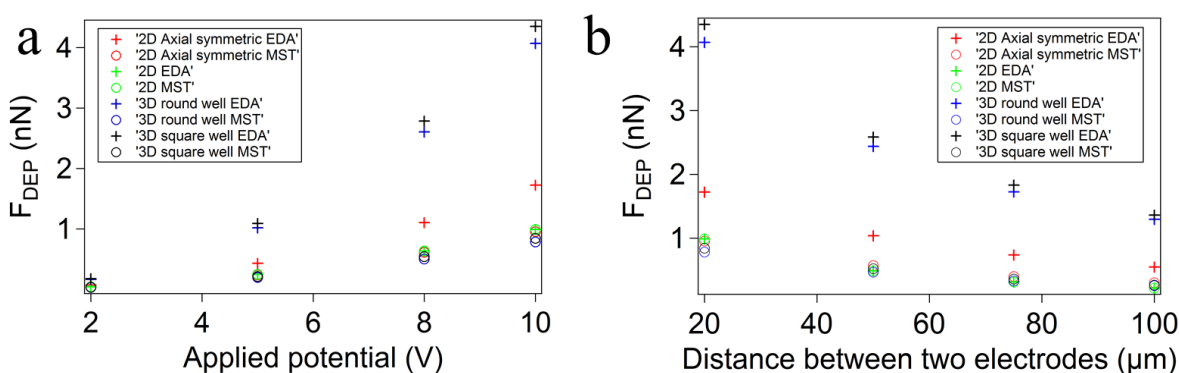 a
F_DEP (nN)
4
3
2
1
'2D Axial symmetric EDA'
'2D Axial symmetric MST'
'2D EDA'
'2D MST'
'3D round well EDA'
'3D round well MST'
'3D square well EDA'
'3D square well MST'
2 4 6 8 10
Applied potential (V)
b
F_DEP (nN)
4
3
2
1
'2D Axial symmetric EDA'
'2D Axial symmetric MST'
'2D EDA'
'2D MST'
'3D round well EDA'
'3D round well MST'
'3D square well EDA'
'3D square well MST'
20 40 60 80 100
Distance between two electrodes (μm)